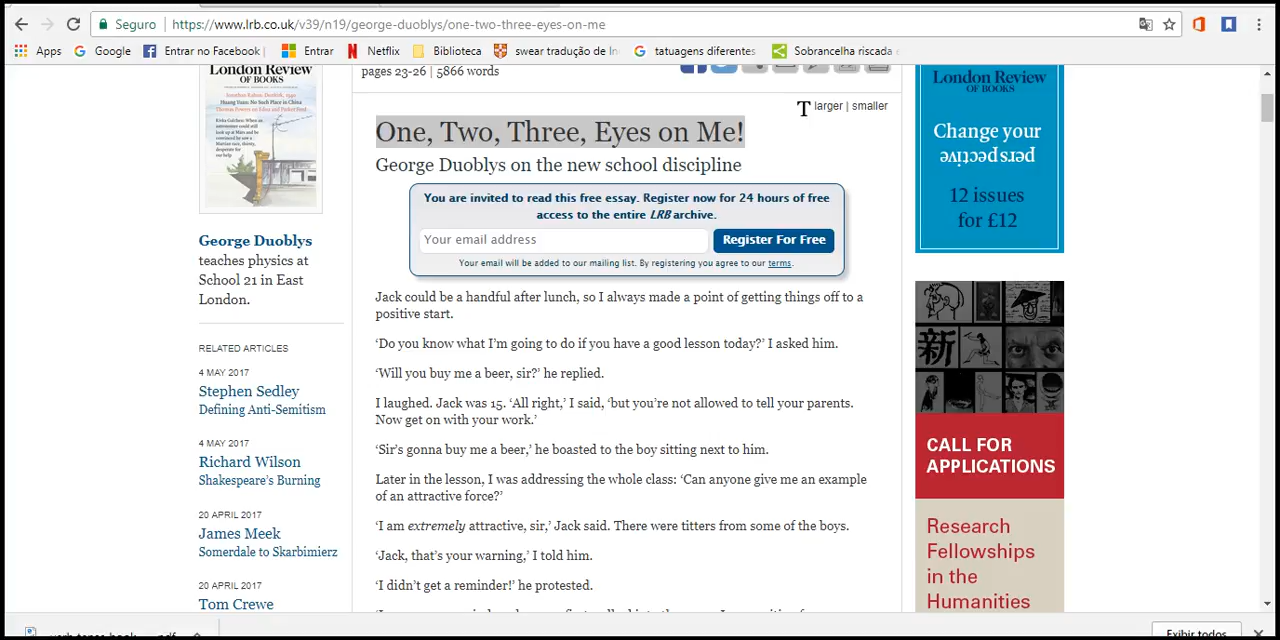 Seguro
https://www.lrb.co.uk/v39/n19/george-duoblys/one-two-three-eyes-on-me
Apps
Google
Entrar no Facebook
Entrar
Netflix
Biblioteca
swear tradução de In
tatuagens diferentes
Sobrancelha riscada
London Review
OF BOOKS
pages 23-26 | 5866 words
T larger | smaller
One, Two, Three, Eyes on Me!
George Duoblys on the new school discipline
You are invited to read this free essay. Register now for 24 hours of free
access to the entire LRB archive.
Your email address
Register For Free
Your email will be added to our mailing list. By registering you agree to our terms.
George Duoblys
teaches physics at
School 21 in East
London.
RELATED ARTICLES
4 MAY 2017
Stephen Sedley
Defining Anti-Semitism
4 MAY 2017
Richard Wilson
Shakespeare's Burning
20 APRIL 2017
James Meek
Somerdale to Skarbimierz
20 APRIL 2017
Tom Crewe
Jack could be a handful after lunch, so I always made a point of getting things off to a
positive start.
‘Do you know what I’m going to do if you have a good lesson today?’ I asked him.
‘Will you buy me a beer, sir?’ he replied.
I laughed. Jack was 15. ‘All right,’ I said, ‘but you’re not allowed to tell your parents.
Now get on with your work.’
‘Sir’s gonna buy me a beer,’ he boasted to the boy sitting next to him.
Later in the lesson, I was addressing the whole class: ‘Can anyone give me an example
of an attractive force?’
‘I am extremely attractive, sir,’ Jack said. There were titters from some of the boys.
‘Jack, that’s your warning,’ I told him.
‘I didn’t get a reminder!’ he protested.
London Review
OF BOOKS
Change your
perspective
12 issues
for £12
新
CALL FOR
APPLICATIONS
Research
Fellowships
in the
Humanities
Exibir todos